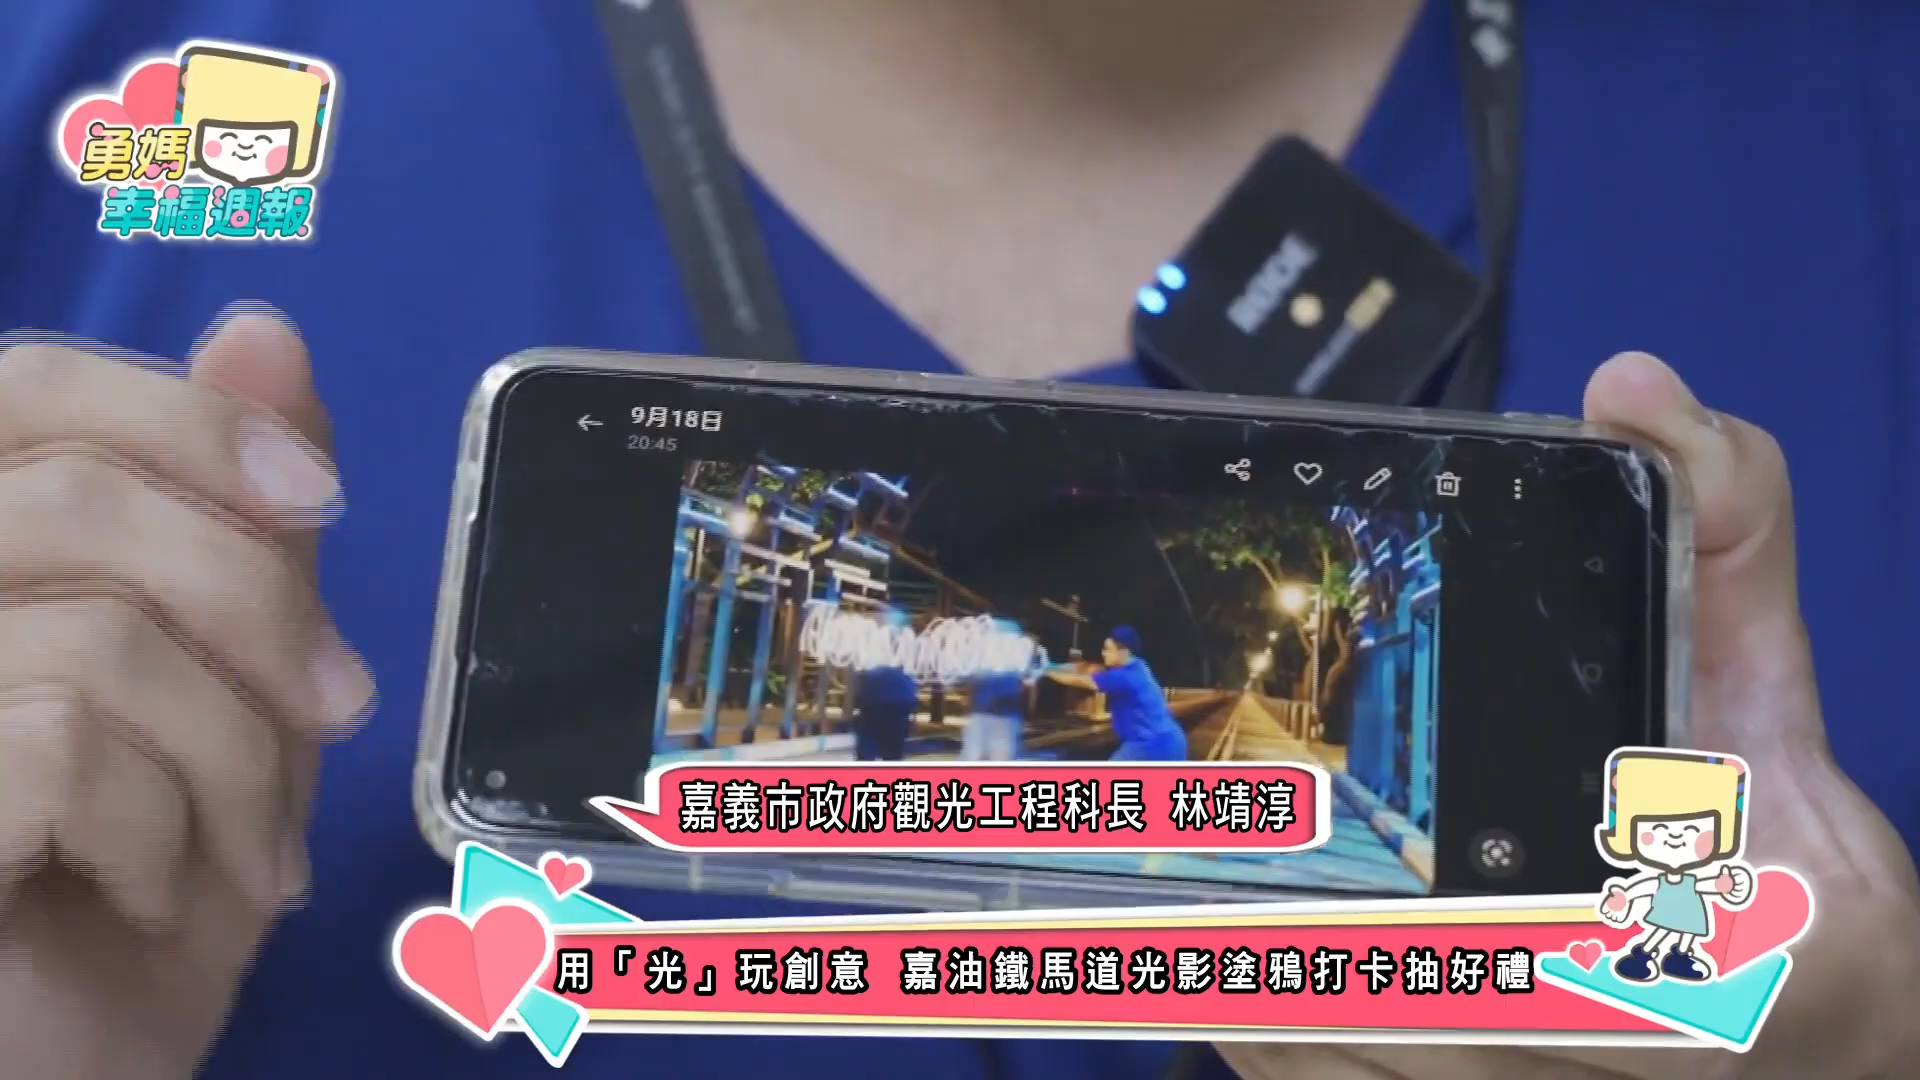 勇媽
幸福週報
RODE
9月18日
20:45
嘉義市政府觀光工程科長 林靖淳
用「光」玩創意 嘉油鐵馬道光影塗鴉打卡抽好禮